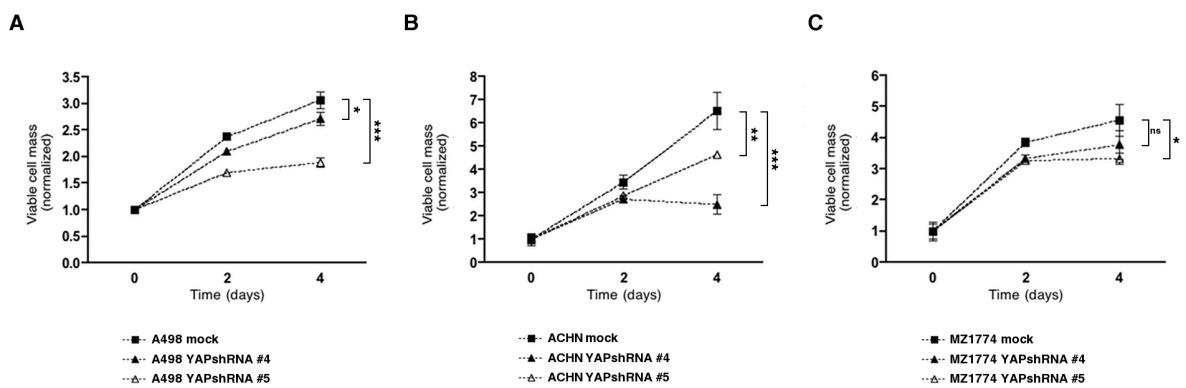 A
Viable cell mass
(normalized)
3.5
3.0
2.5
2.0
1.5
1.0
0.5
0.0
0
2
4
Time (days)
*
***
A498 mock
A498 YAPshRNA #4
A498 YAPshRNA #5
B
Viable cell mass
(normalized)
8
7
6
5
4
3
2
1
0
0
2
4
Time (days)
**
***
ACHN mock
ACHN YAPshRNA #4
ACHN YAPshRNA #5
C
Viable cell mass
(normalized)
6
5
4
3
2
1
0
0
2
4
Time (days)
ns
*
MZ1774 mock
MZ1774 YAPshRNA #4
MZ1774 YAPshRNA #5